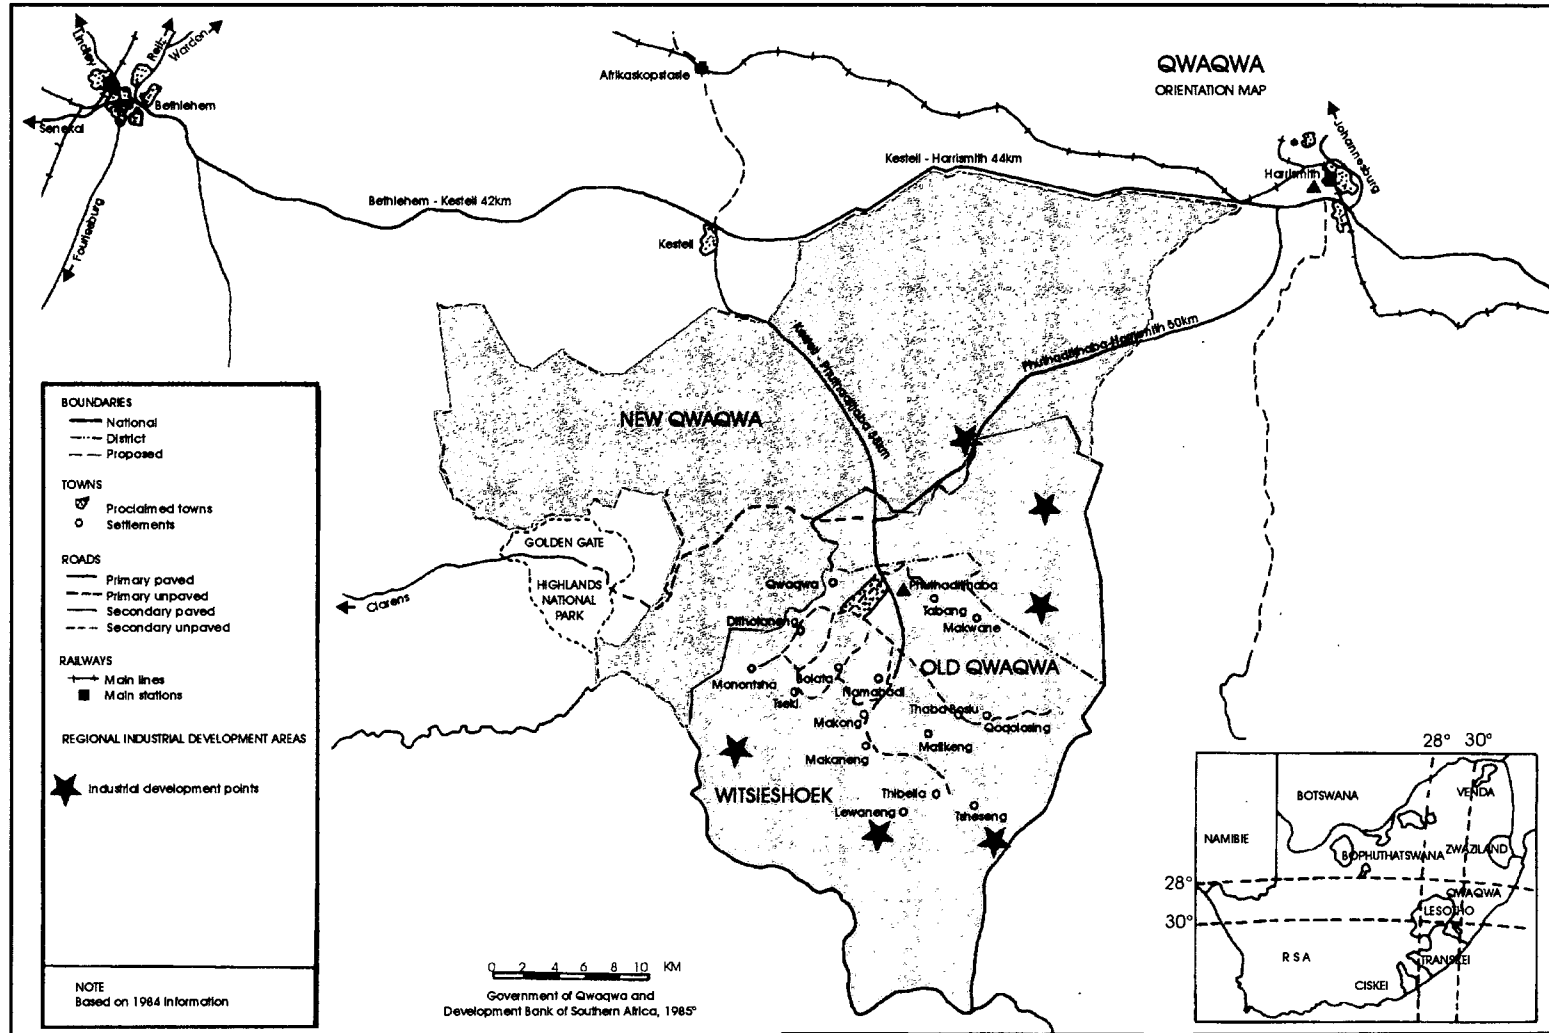 QWAQWA
ORIENTATION MAP
Lindley
Reitz
Warden
Bethlehem
Senekal
Fouriesburg
Afrikaskopstasie
Johannesburg
Harrismith
Kestell - Harrismith 44km
Bethlehem - Kestell 42km
Kestell
Phuthaditjhaba-Harrismith 50km
NEW QWAQWA
GOLDEN GATE
HIGHLANDS
NATIONAL
PARK
Clarens
Qwaqwa
Phuthaditjhaba
Tabang
Makwane
OLD QWAQWA
Monontsha
Bolata
Tseki
Namabadi
Makong
Thaba Bosiu
Qoqolosing
Matikeng
Makaneng
WITSIESHOEK
Thibella
Lewaneng
Tsheseng
BOUNDARIES
National
District
Proposed
TOWNS
Proclaimed towns
Settlements
ROADS
Primary paved
Primary unpaved
Secondary paved
Secondary unpaved
RAILWAYS
Main lines
Main stations
REGIONAL INDUSTRIAL DEVELOPMENT AREAS
Industrial development points
NOTE
Based on 1984 information
0 2 4 6 8 10 KM
Government of Qwaqwa and
Development Bank of Southern Africa, 1985°
28° 30°
BOTSWANA
VENDA
NAMIBIE
BOPHUTHATSWANA
ZWAZILAND
28°
QWAQWA
LESOTHO
30°
RSA
TRANSKEI
CISKEI